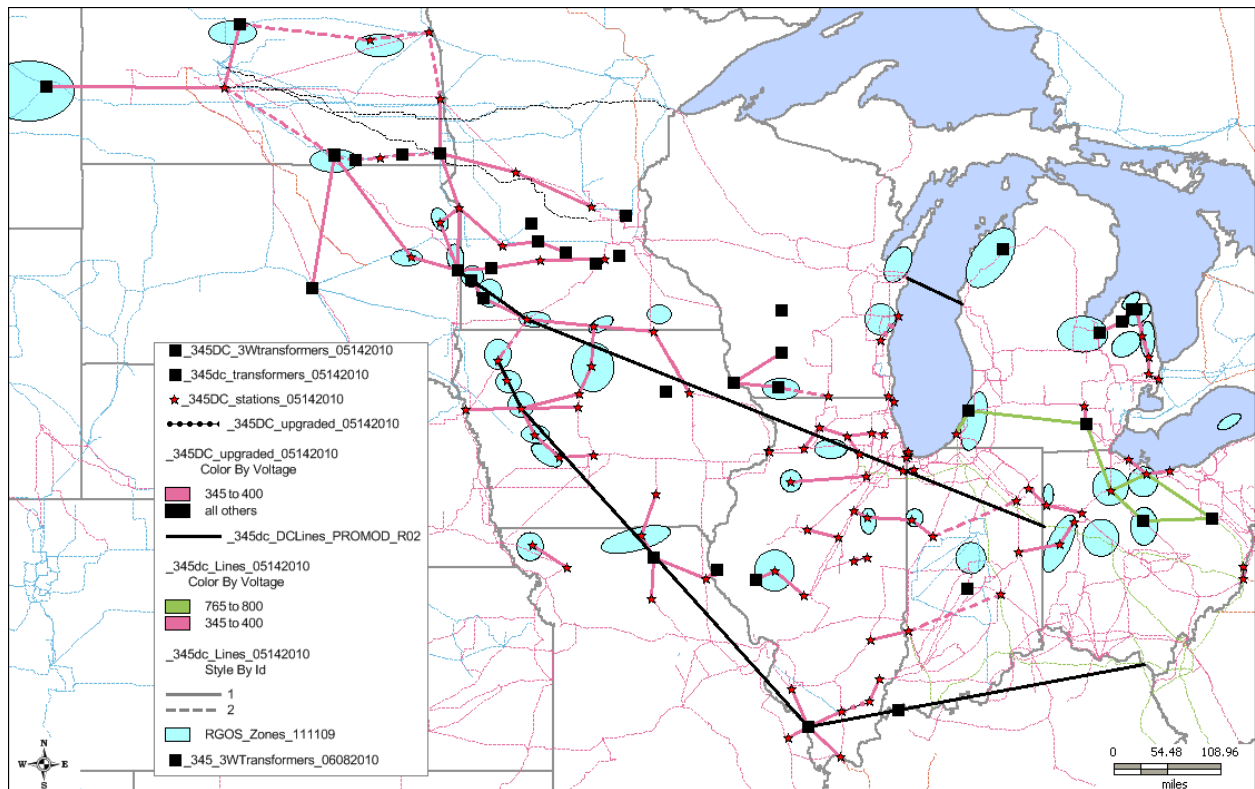 _345DC_3Wtransformers_05142010
_345dc_transformers_05142010
_345DC_stations_05142010
_345DC_upgraded_05142010
_345DC_upgraded_05142010
Color By Voltage
345 to 400
all others
_345dc_DCLines_PROMOD_R02
_345dc_Lines_05142010
Color By Voltage
765 to 800
345 to 400
_345dc_Lines_05142010
Style By Id
1
2
RGOS_Zones_111109
_345_3WTransformers_06082010
N
W E
S
0 54.48 108.96
miles